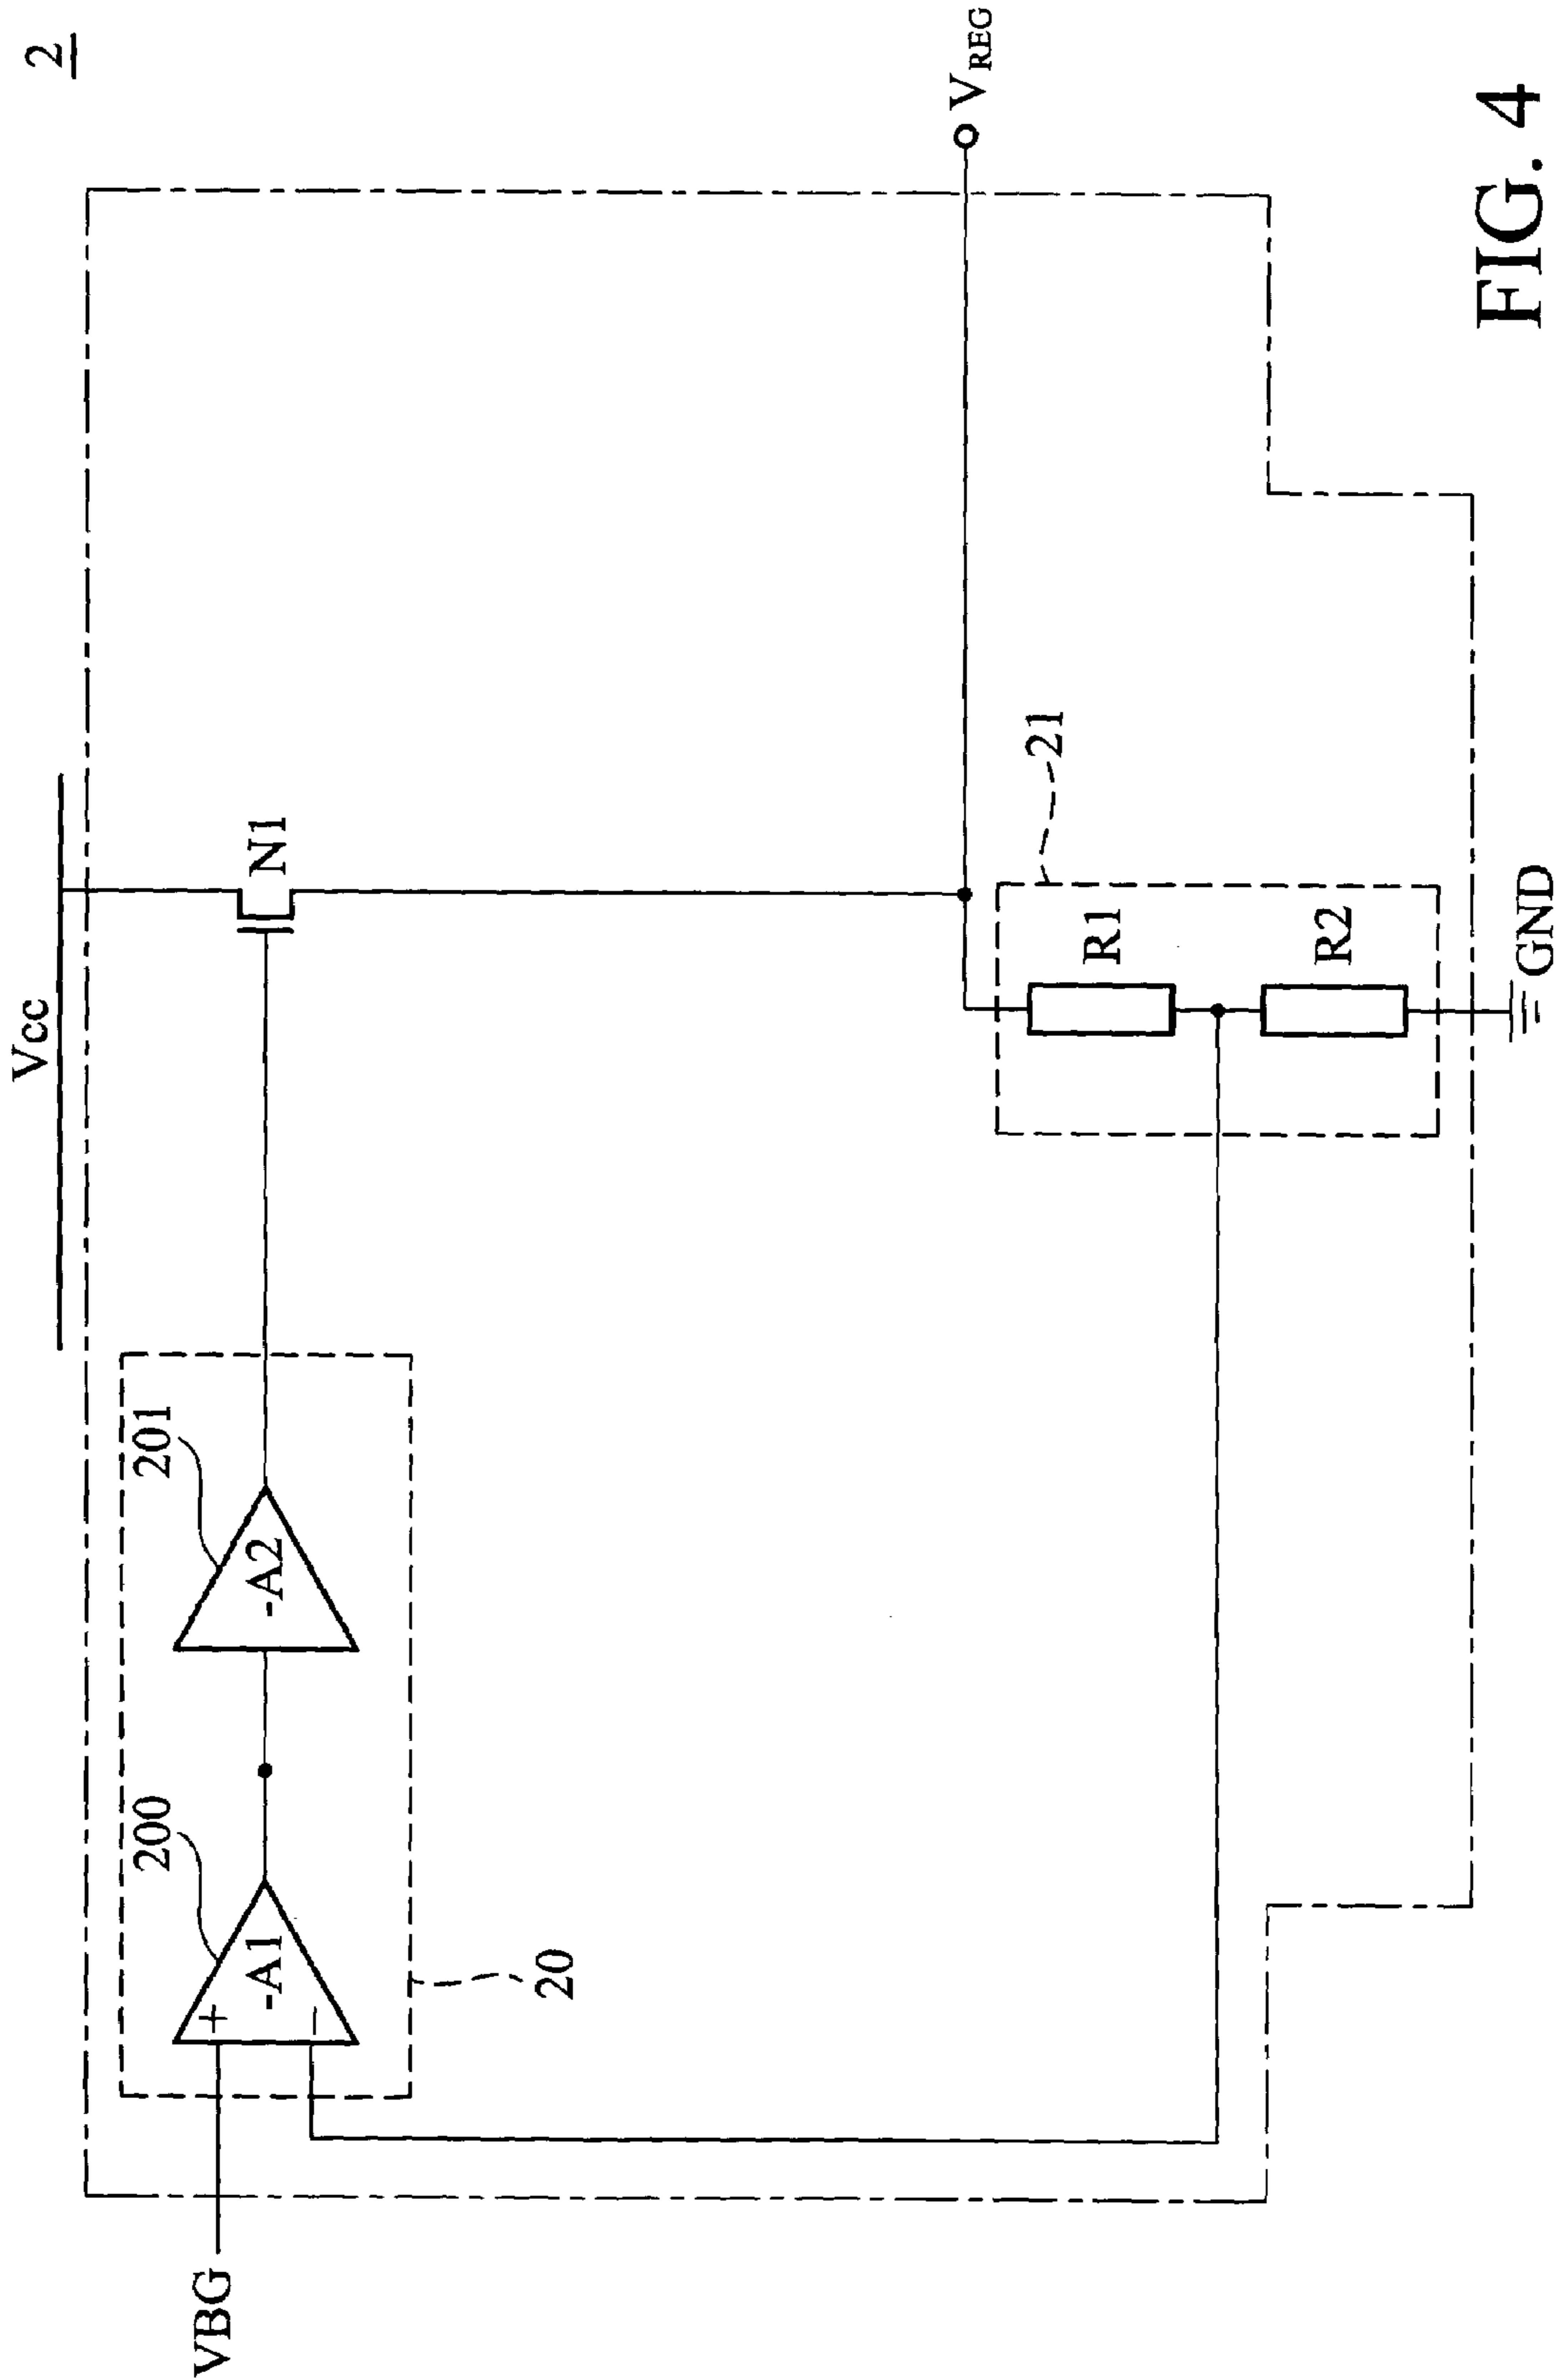 2
Vcc
VBG
200
201
+
-A1
−
-A2
20
N1
VREG
21
R1
R2
GND
FIG. 4